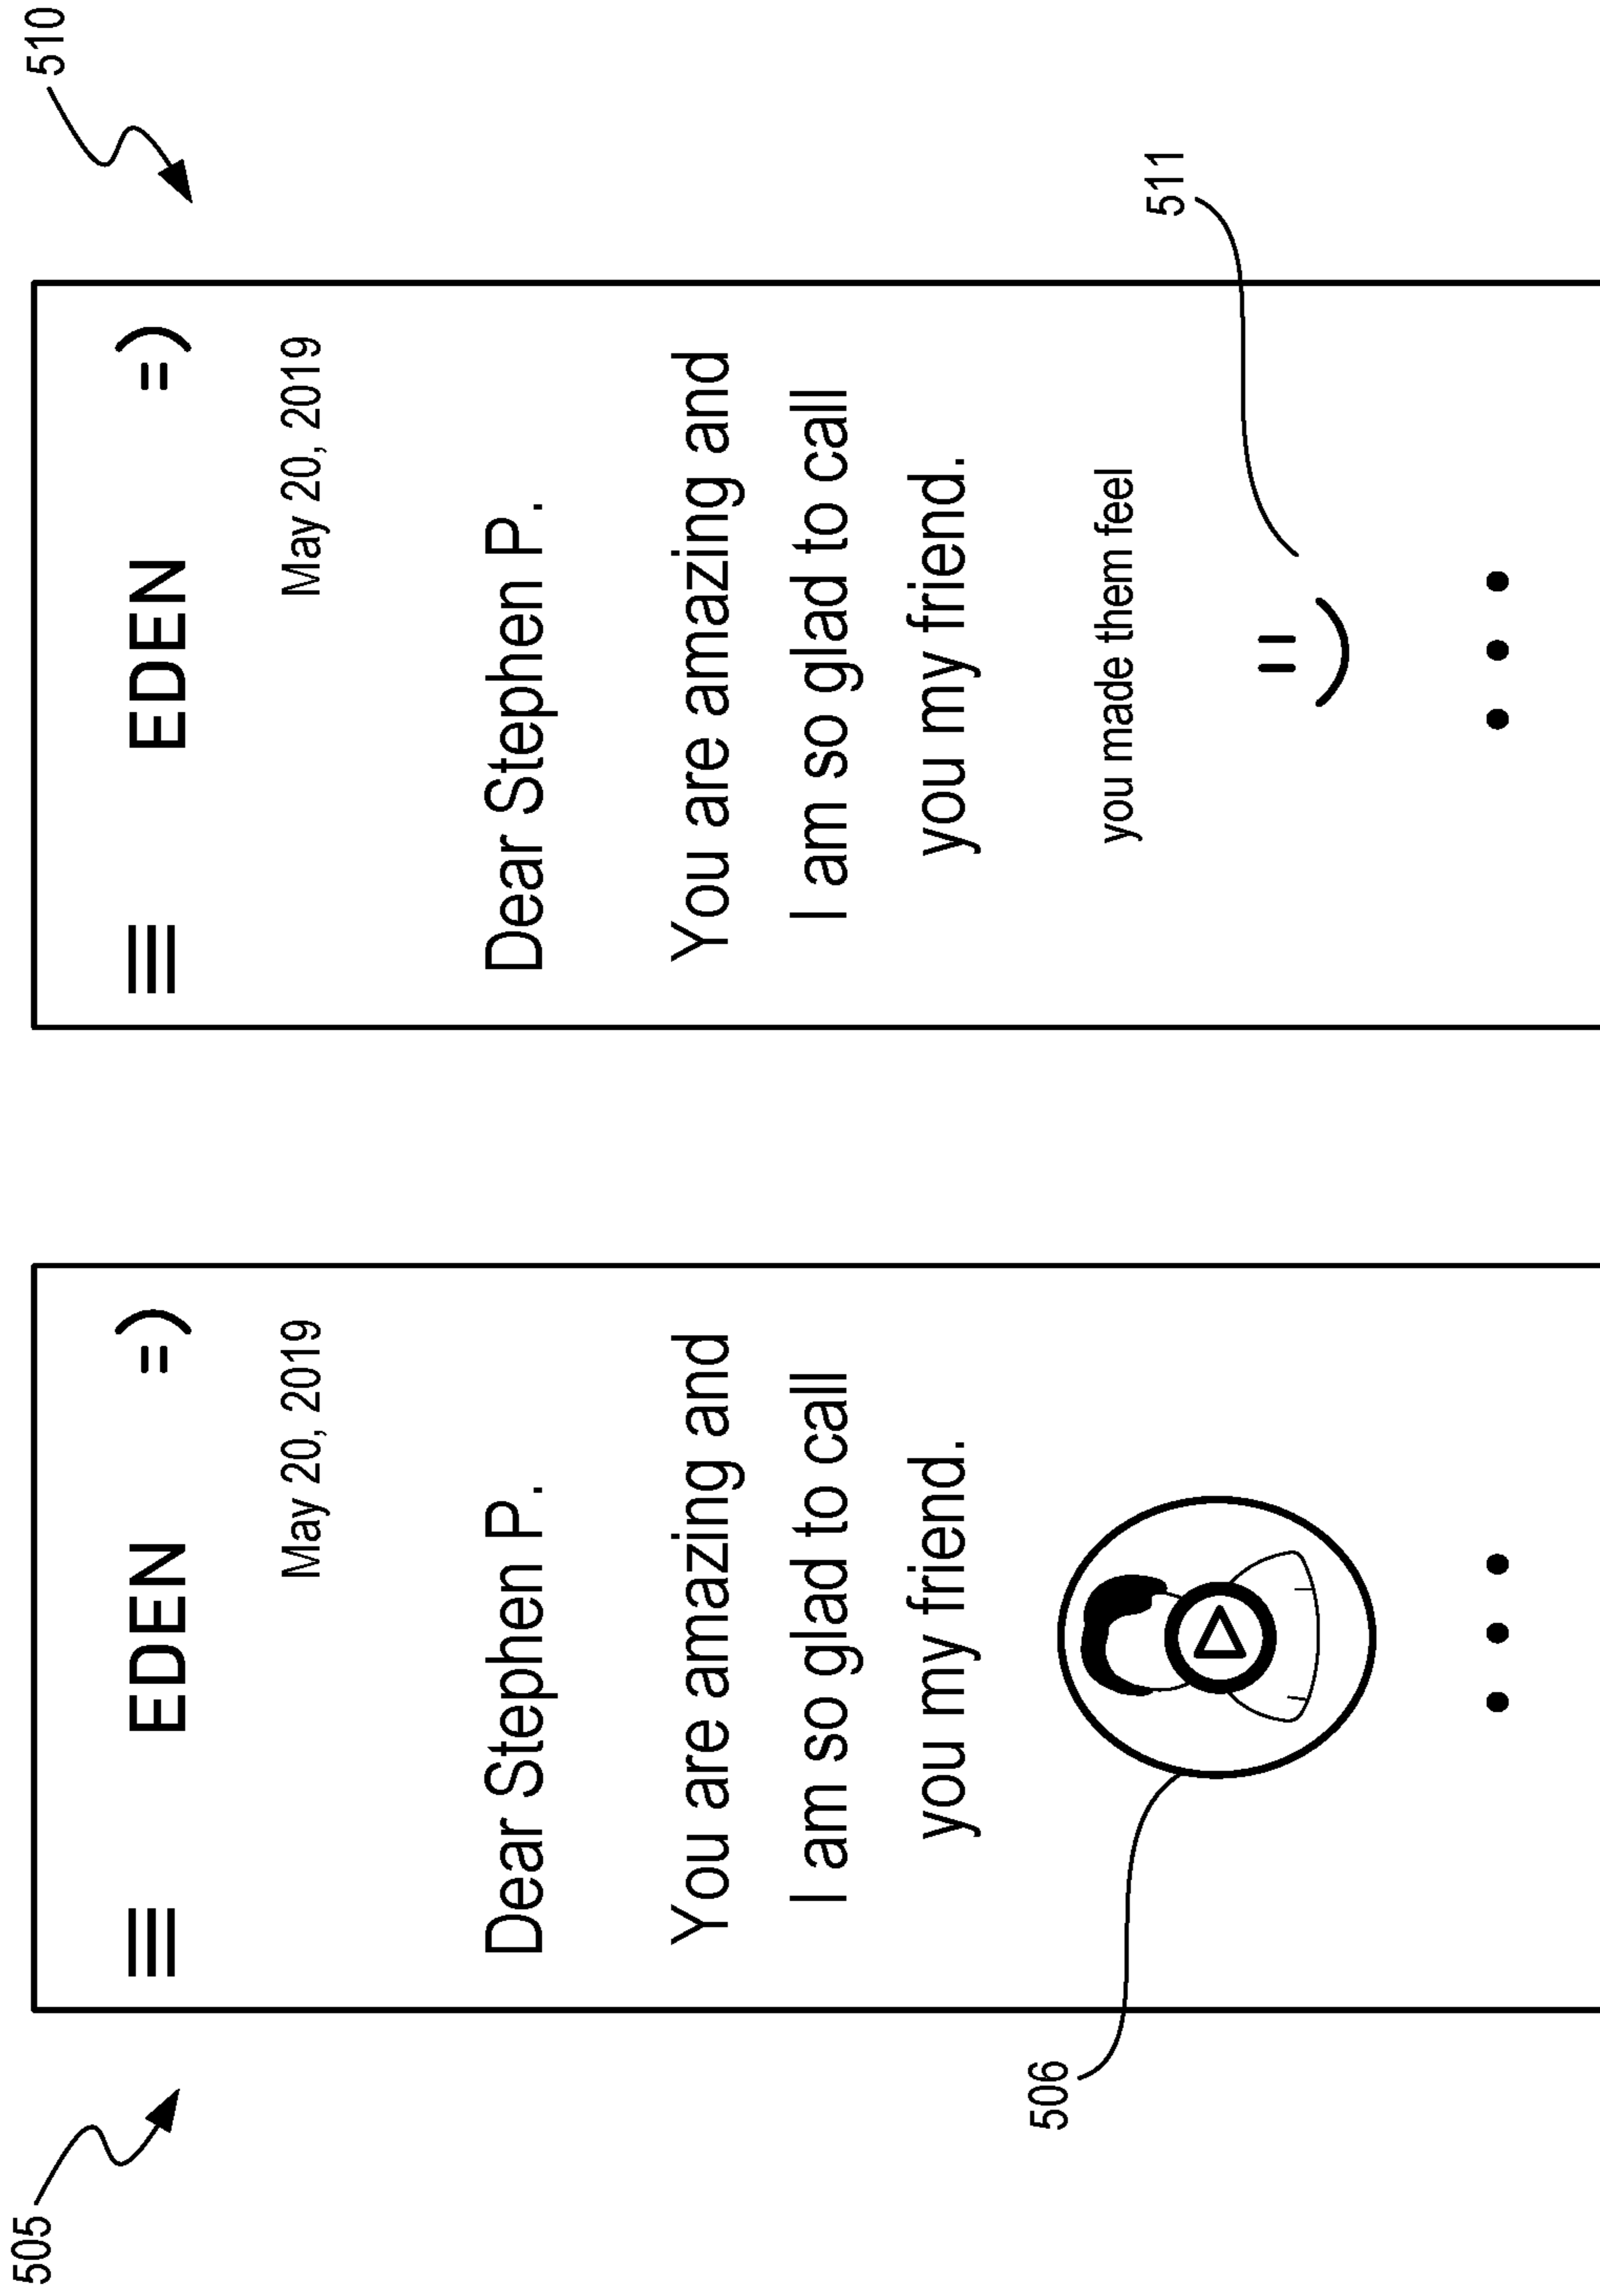 505
EDEN =)
May 20, 2019
Dear Stephen P.
You are amazing and
I am so glad to call
you my friend.
506
510
EDEN =)
May 20, 2019
Dear Stephen P.
You are amazing and
I am so glad to call
you my friend.
you made them feel
=)
511